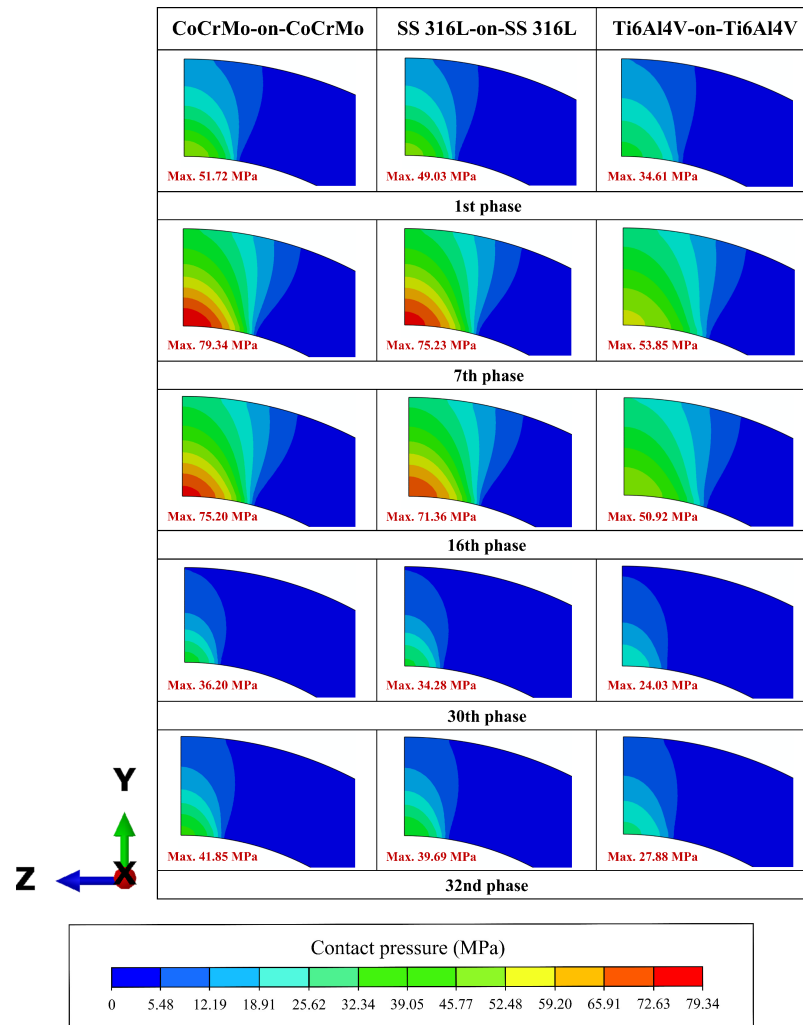 CoCrMo-on-CoCrMo SS 316L-on-SS 316L Ti6Al4V-on-Ti6Al4V
Max. 51.72 MPa Max. 49.03 MPa Max. 34.61 MPa
1st phase
Max. 79.34 MPa Max. 75.23 MPa Max. 53.85 MPa
7th phase
Max. 75.20 MPa Max. 71.36 MPa Max. 50.92 MPa
16th phase
Max. 36.20 MPa Max. 34.28 MPa Max. 24.03 MPa
30th phase
Max. 41.85 MPa Max. 39.69 MPa Max. 27.88 MPa
32nd phase
Y
Z X
Contact pressure (MPa)
0 5.48 12.19 18.91 25.62 32.34 39.05 45.77 52.48 59.20 65.91 72.63 79.34